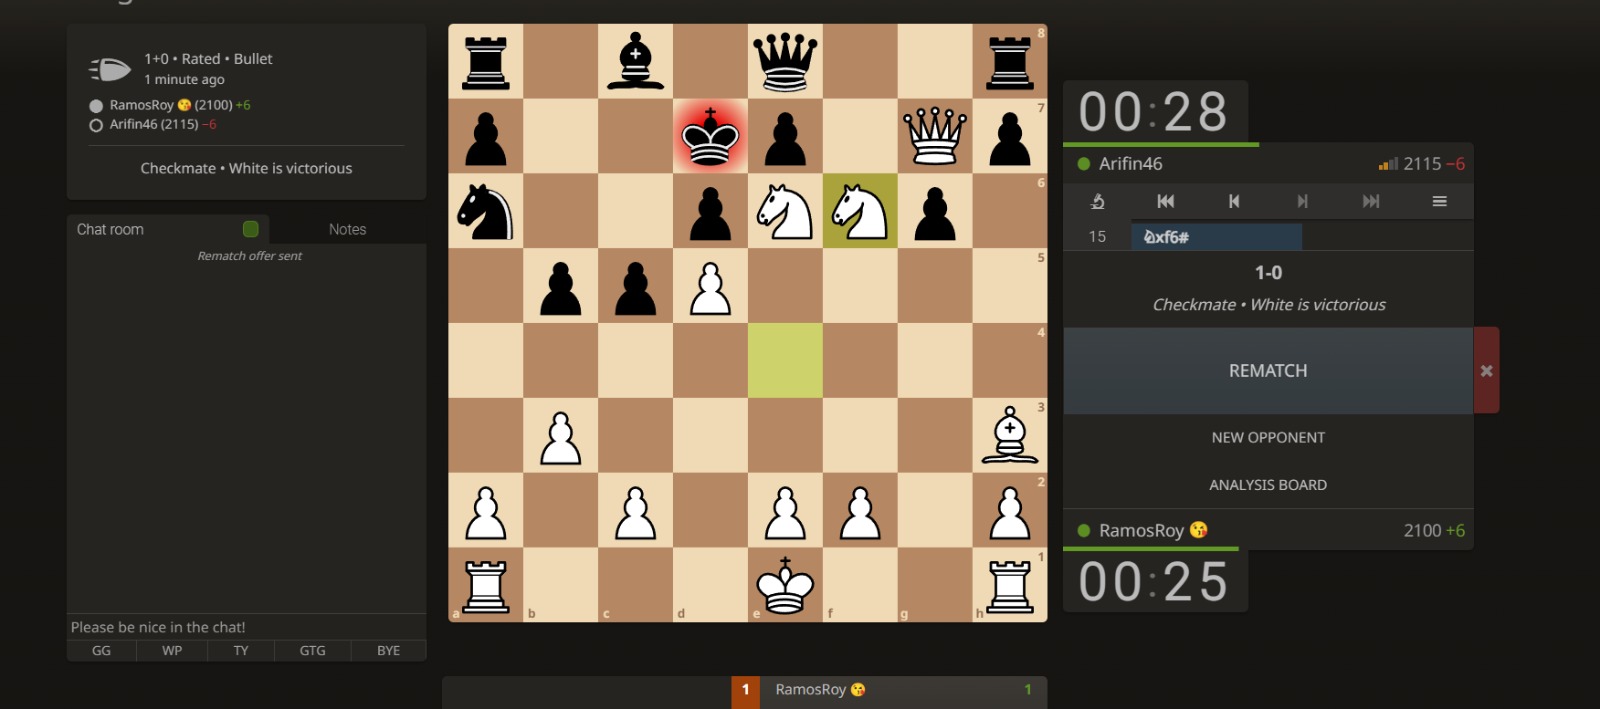 1+0 • Rated • Bullet
1 minute ago
RamosRoy 😘 (2100) +6
Arifin46 (2115) −6
Checkmate • White is victorious
Chat room
Notes
Rematch offer sent
Please be nice in the chat!
GG WP TY GTG BYE
8
7
6
5
4
3
2
1
a b c d e f g h
00:28
Arifin46 2115 −6
15 ♘xf6#
1-0
Checkmate • White is victorious
REMATCH
NEW OPPONENT
ANALYSIS BOARD
RamosRoy 😘 2100 +6
00:25
1 RamosRoy 😘 1